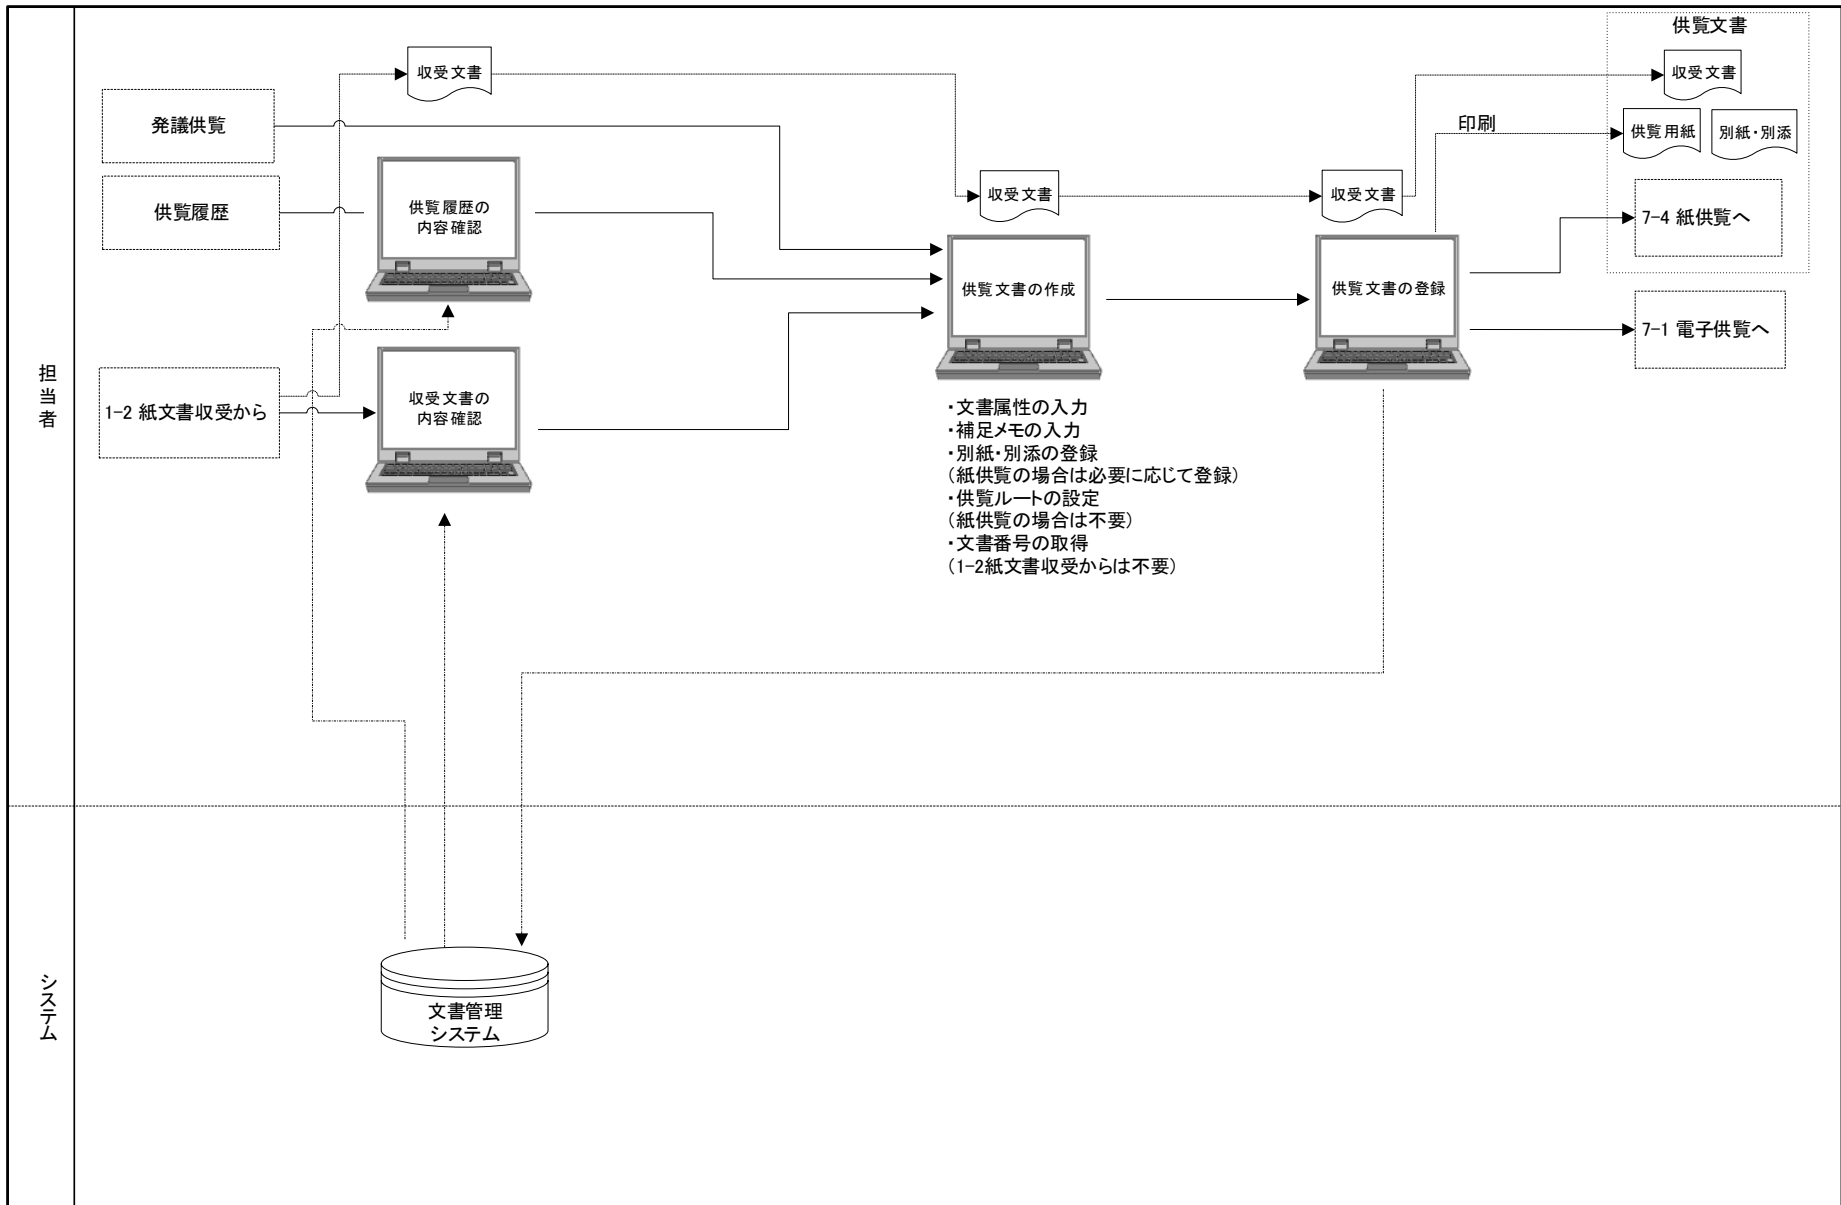 供覧文書
収受文書
収受文書
発議供覧
印刷
供覧用紙
別紙・別添
供覧履歴
供覧履歴の
内容確認
収受文書
収受文書
7-4 紙供覧へ
供覧文書の作成
供覧文書の登録
7-1 電子供覧へ
担当者
1-2 紙文書収受から
収受文書の
内容確認
・文書属性の入力
・補足メモの入力
・別紙・別添の登録
(紙供覧の場合は必要に応じて登録)
・供覧ルートの設定
(紙供覧の場合は不要)
・文書番号の取得
(1-2紙文書収受からは不要)
システム
文書管理
システム